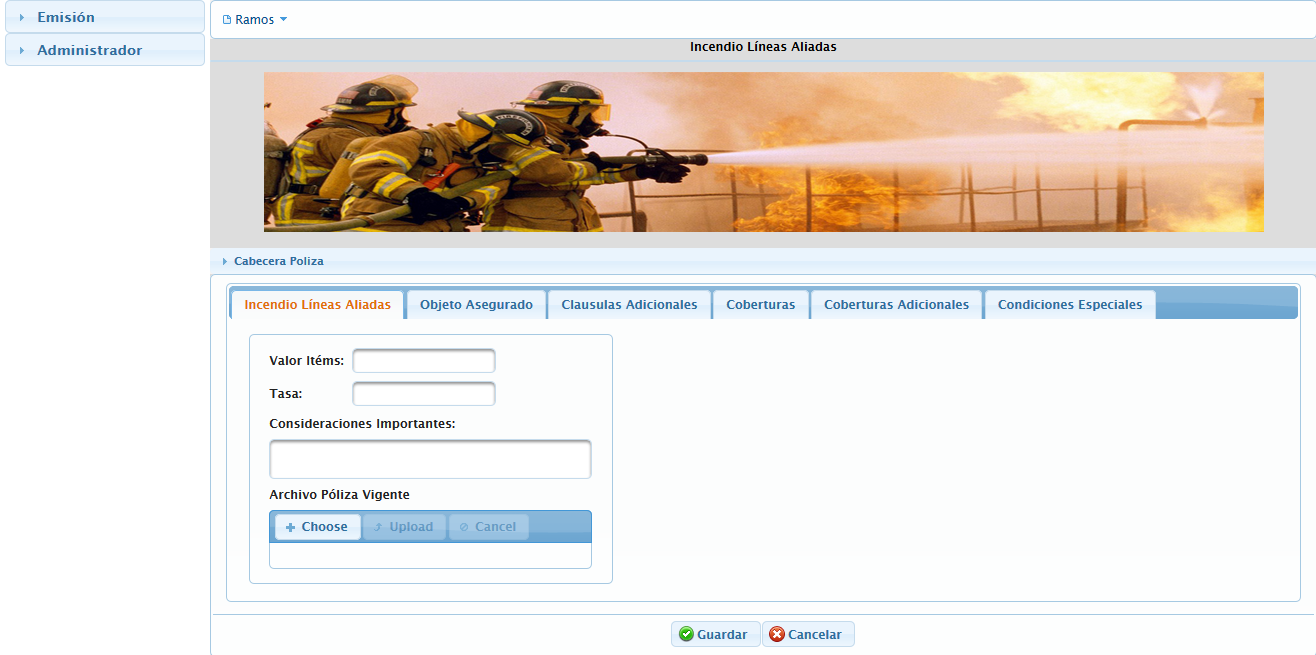 Emisión
Administrador
Ramos
Incendio Líneas Aliadas
Cabecera Poliza
Incendio Líneas Aliadas Objeto Asegurado Clausulas Adicionales Coberturas Coberturas Adicionales Condiciones Especiales
Valor Itéms:
Tasa:
Consideraciones Importantes:
Archivo Póliza Vigente
Choose Upload Cancel
Guardar Cancelar